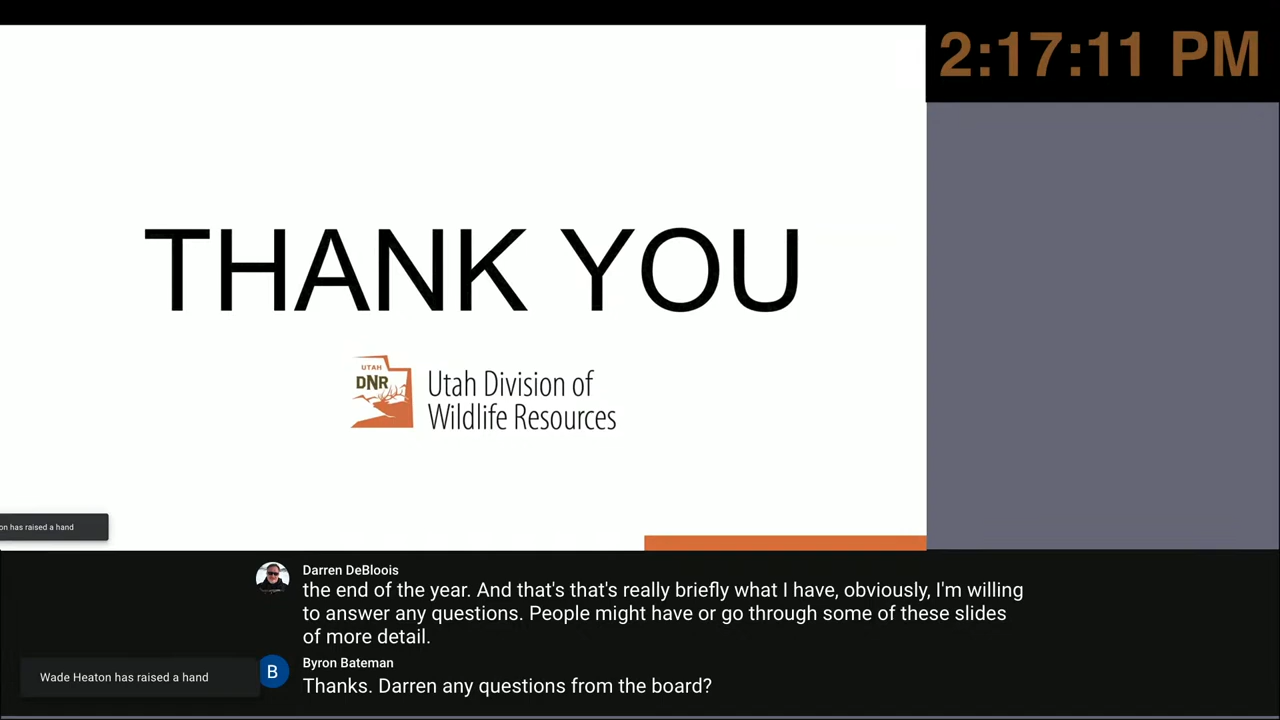 2:17:11 PM
THANK YOU
UTAH
DNR
Utah Division of
Wildlife Resources
on has raised a hand
Darren DeBloois
the end of the year. And that's that's really briefly what I have, obviously, I'm willing
to answer any questions. People might have or go through some of these slides
of more detail.
Wade Heaton has raised a hand
B
Byron Bateman
Thanks. Darren any questions from the board?